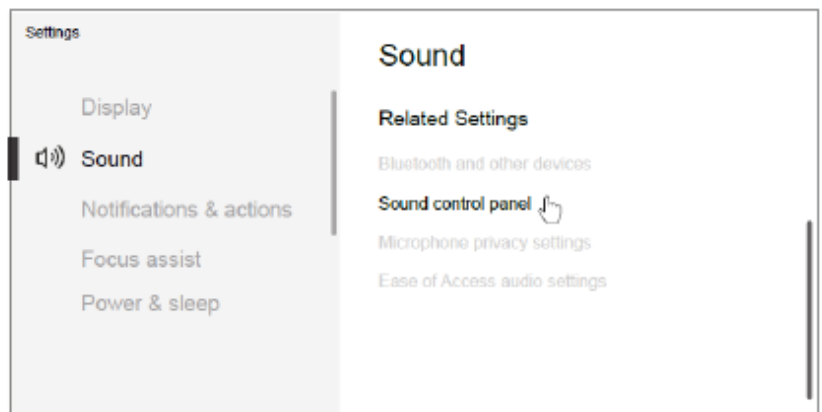 Settings
Display
Sound
Notifications & actions
Focus assist
Power & sleep
Sound
Related Settings
Bluetooth and other devices
Sound control panel
Microphone privacy settings
Ease of Access audio settings